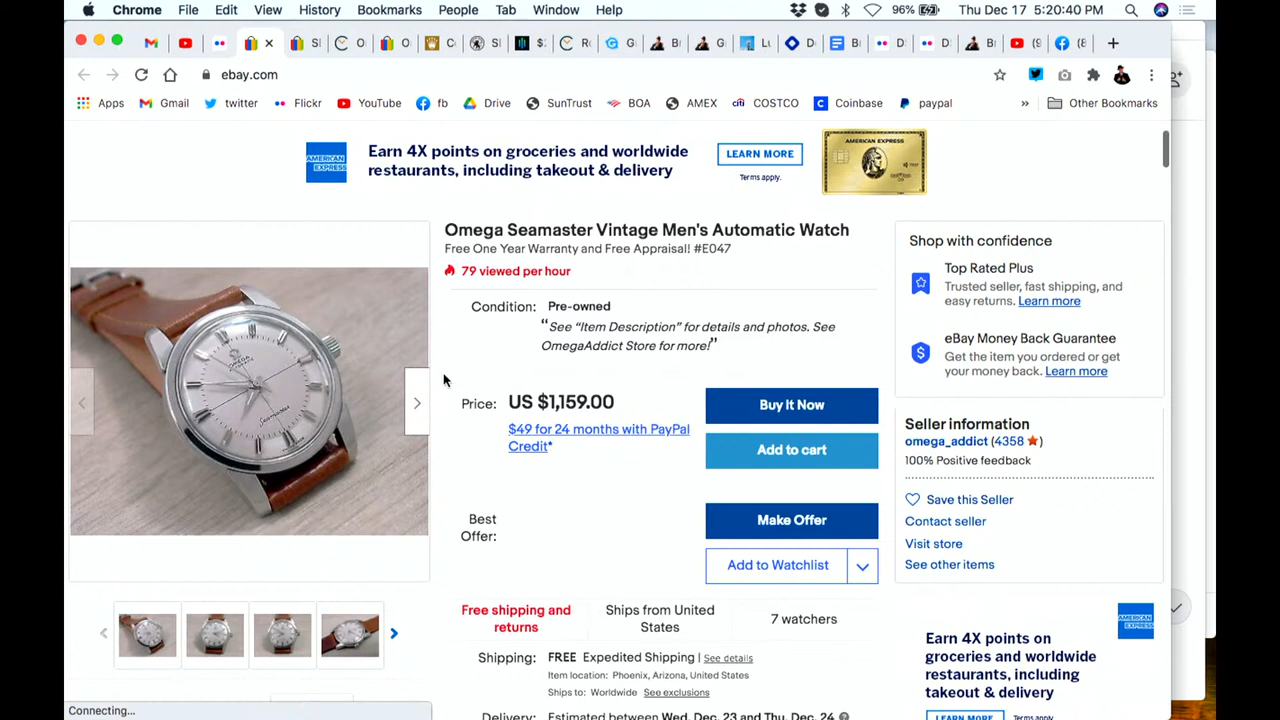 Chrome File Edit View History Bookmarks People Tab Window Help 96% Thu Dec 17 5:20:40 PM
ebay.com
Apps Gmail twitter Flickr YouTube fb Drive SunTrust BOA AMEX COSTCO Coinbase paypal » Other Bookmarks
AMERICAN EXPRESS
Earn 4X points on groceries and worldwide
restaurants, including takeout & delivery
LEARN MORE
Terms apply.
AMERICAN EXPRESS
Omega Seamaster Vintage Men's Automatic Watch
Free One Year Warranty and Free Appraisal! #E047
79 viewed per hour
Condition: Pre-owned
"See "Item Description" for details and photos. See
OmegaAddict Store for more!"
Price: US $1,159.00
$49 for 24 months with PayPal
Credit*
Buy It Now
Add to cart
Best
Offer:
Make Offer
Add to Watchlist
Free shipping and
returns
Ships from United
States
7 watchers
Shipping: FREE Expedited Shipping | See details
Item location: Phoenix, Arizona, United States
Ships to: Worldwide See exclusions
Delivery: Estimated between Wed. Dec. 23 and Thu. Dec. 24
Shop with confidence
Top Rated Plus
Trusted seller, fast shipping, and
easy returns. Learn more
eBay Money Back Guarantee
Get the item you ordered or get
your money back. Learn more
Seller information
omega_addict (4358)
100% Positive feedback
Save this Seller
Contact seller
Visit store
See other items
AMERICAN EXPRESS
Earn 4X points on
groceries and worldwide
restaurants, including
takeout & delivery
LEARN MORE
Terms apply.
OMEGA
Seamaster
Connecting...